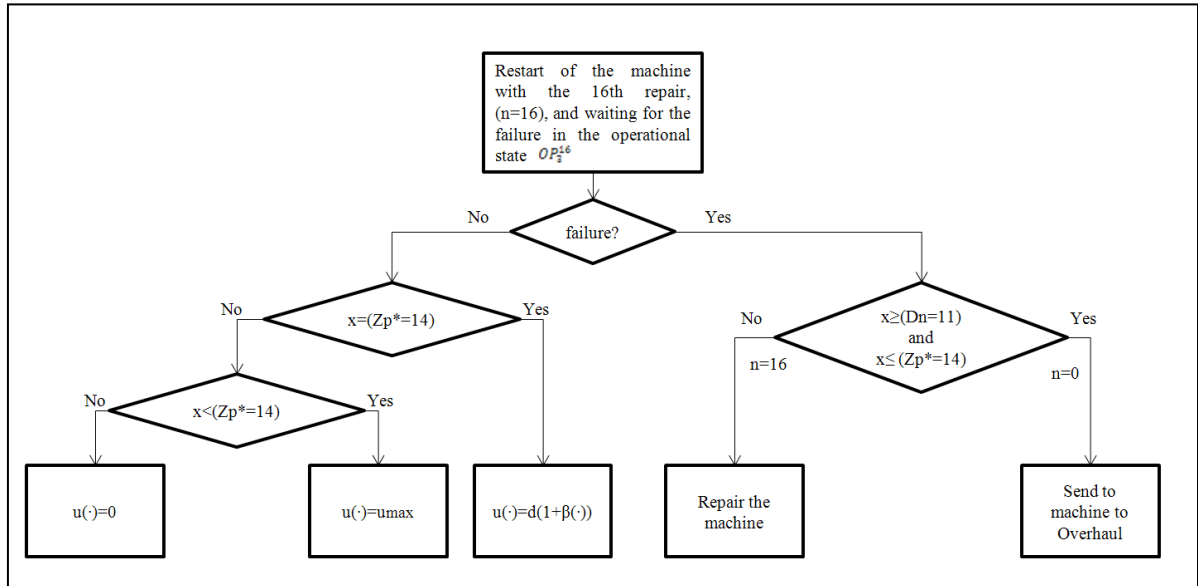 Restart of the machine
with the 16th repair,
(n=16), and waiting for the
failure in the operational
state
No
Yes
failure?
No
Yes
x=(Zp*=14)
No
x≥(Dn=11)
Yes
and
x≤ (Zp*=14)
n=16
n=0
No
x<(Zp*=14)
Yes
u(·)=0
u(·)=umax
u(·)=d(1+β(·))
Repair the
machine
Send to
machine to
Overhaul